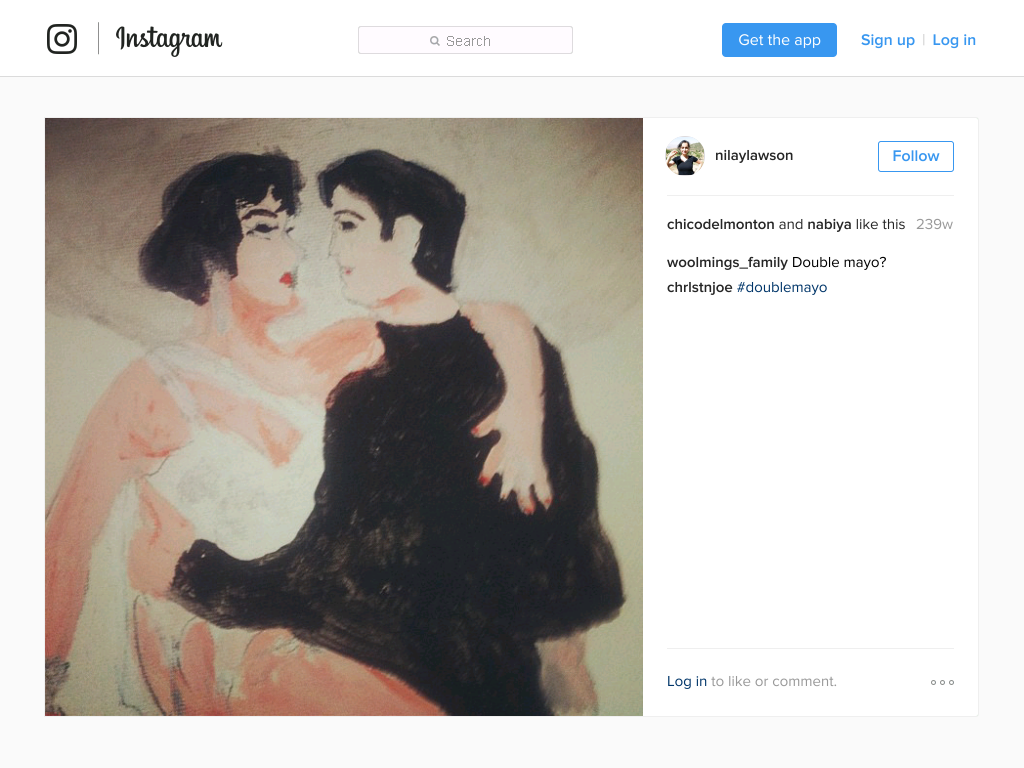 Instagram
Search
Get the app
Sign up | Log in
nilaylawson
Follow
chicodelmonton and nabiya like this 239w
woolmings_family Double mayo?
chrlstnjoe #doublemayo
Log in to like or comment.